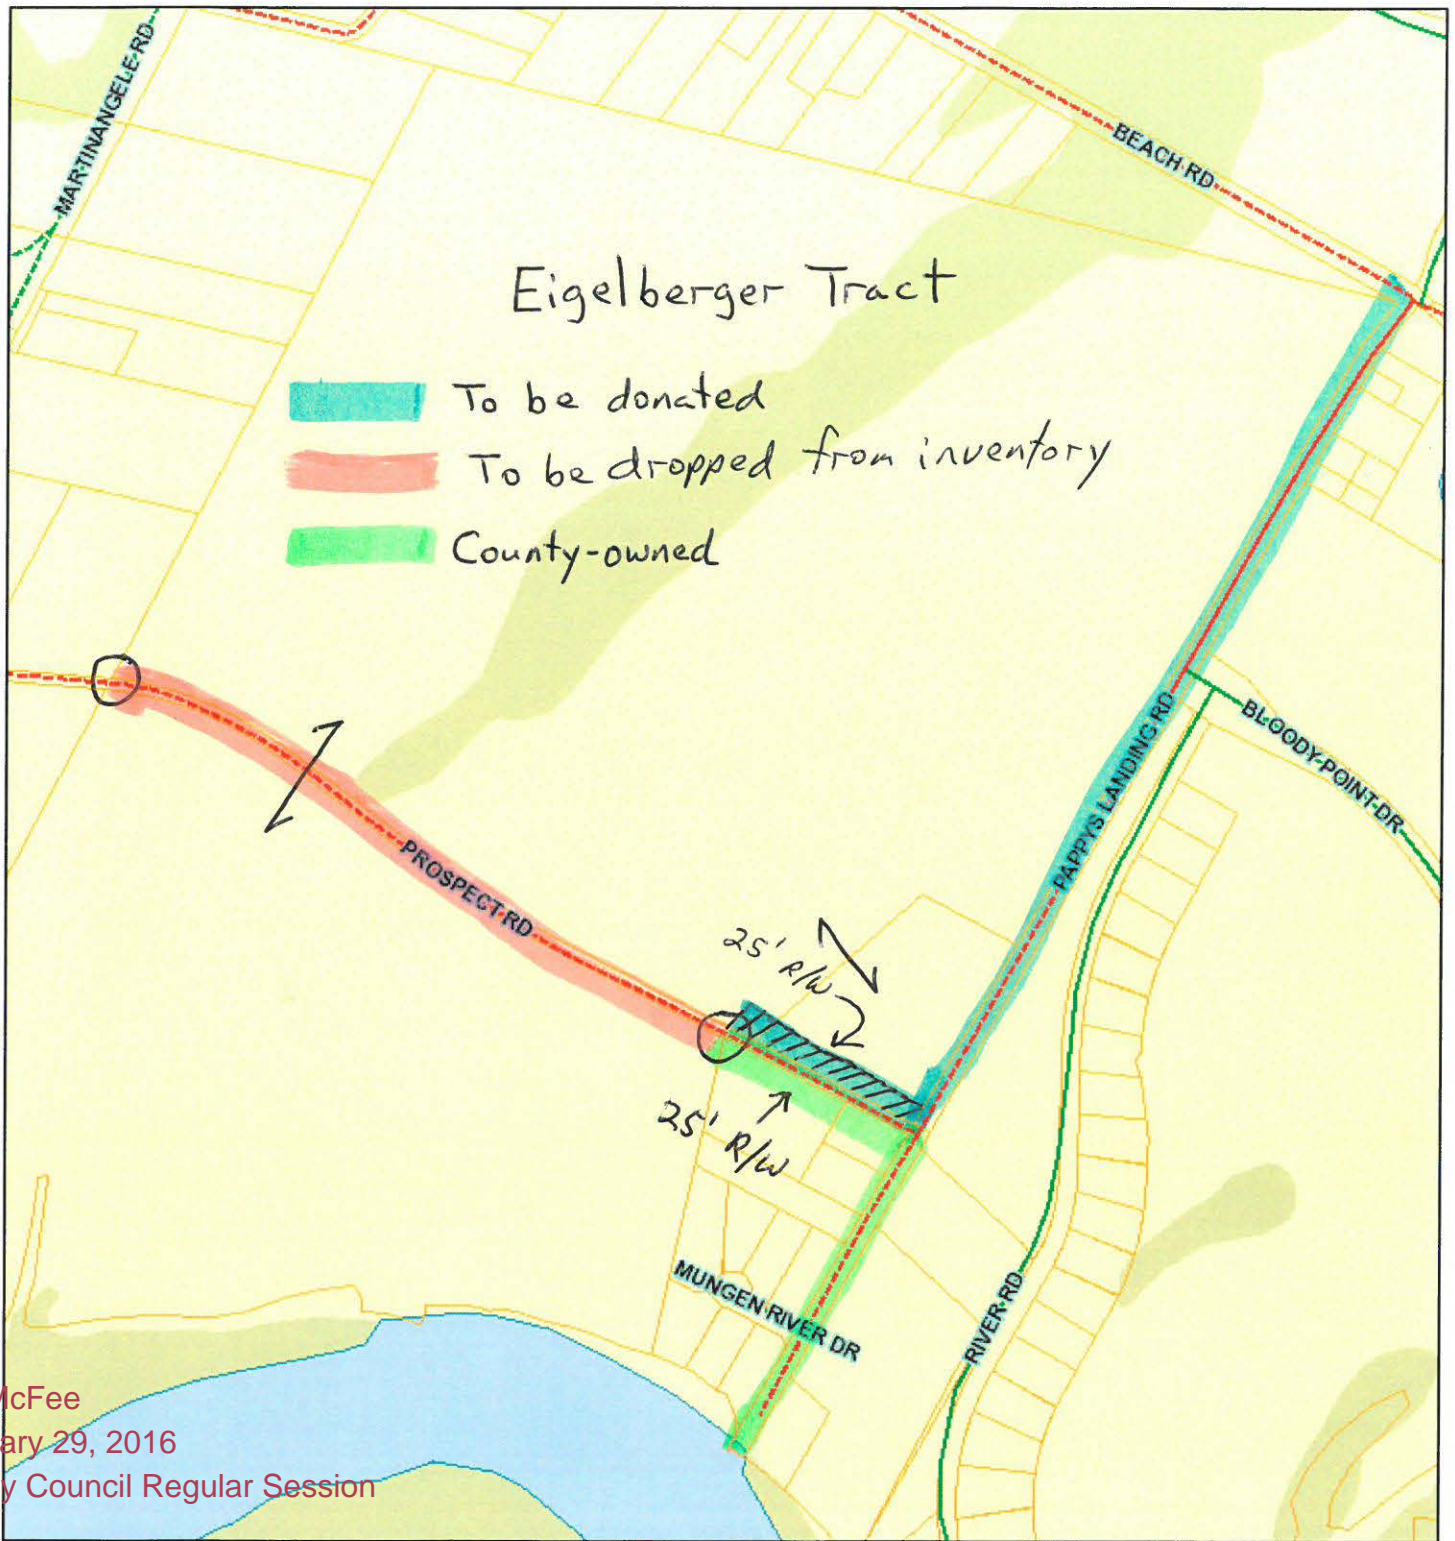 MARTINANGELE RD
BEACH RD
Eigelberger Tract
To be donated
To be dropped from inventory
County-owned
BLOODY POINT DR
PAPPYS LANDING RD
PROSPECT RD
25' R/W
25' R/W
MUNGEN RIVER DR
RIVER RD
McFee
ary 29, 2016
y Council Regular Session